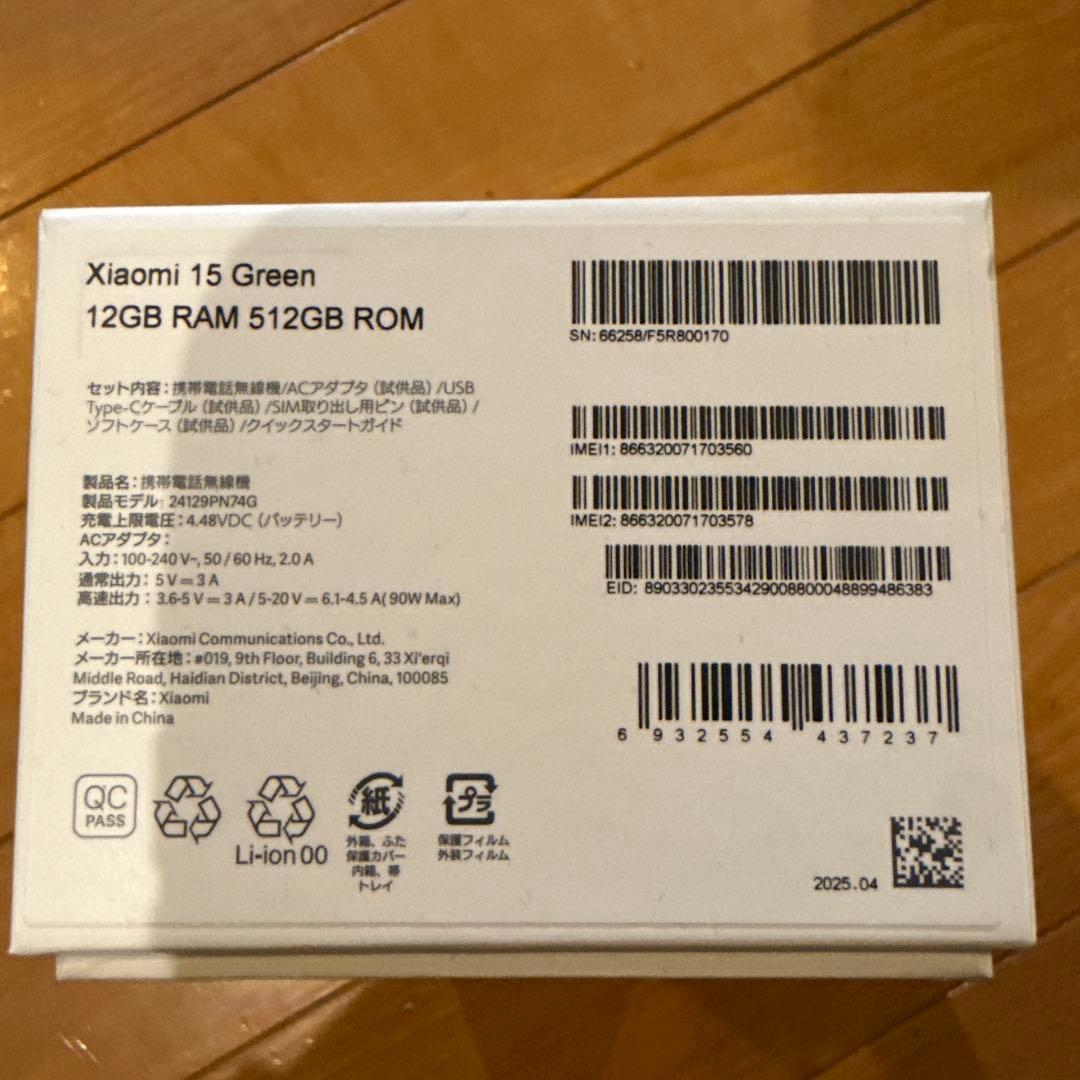 Xiaomi 15 Green
12GB RAM 512GB ROM
SN: 66258/F5R800170
セット内容：携帯電話無線機/ACアダプタ（試供品）/USB
Type-Cケーブル（試供品）/SIM取り出し用ピン（試供品）/
ソフトケース（試供品）/クイックスタートガイド
IMEI1: 866320071703560
IMEI2: 866320071703578
EID: 89033023553429008800048899486383
製品名：携帯電話無線機
製品モデル: 24129PN74G
充電上限電圧：4.48VDC（バッテリー）
ACアダプタ：
入力：100-240 V~, 50 / 60 Hz, 2.0 A
通常出力： 5 V ⎓ 3 A
高速出力： 3.6-5 V ⎓ 3 A / 5-20 V ⎓ 6.1-4.5 A( 90W Max)
メーカー：Xiaomi Communications Co., Ltd.
メーカー所在地：#019, 9th Floor, Building 6, 33 Xi'erqi
Middle Road, Haidian District, Beijing, China, 100085
ブランド名：Xiaomi
Made in China
6 932554 437237
QC
PASS
Li-ion 00
紙
外箱、ふた
保護カバー
内箱、帯
トレイ
プラ
保護フィルム
外装フィルム
2025.04